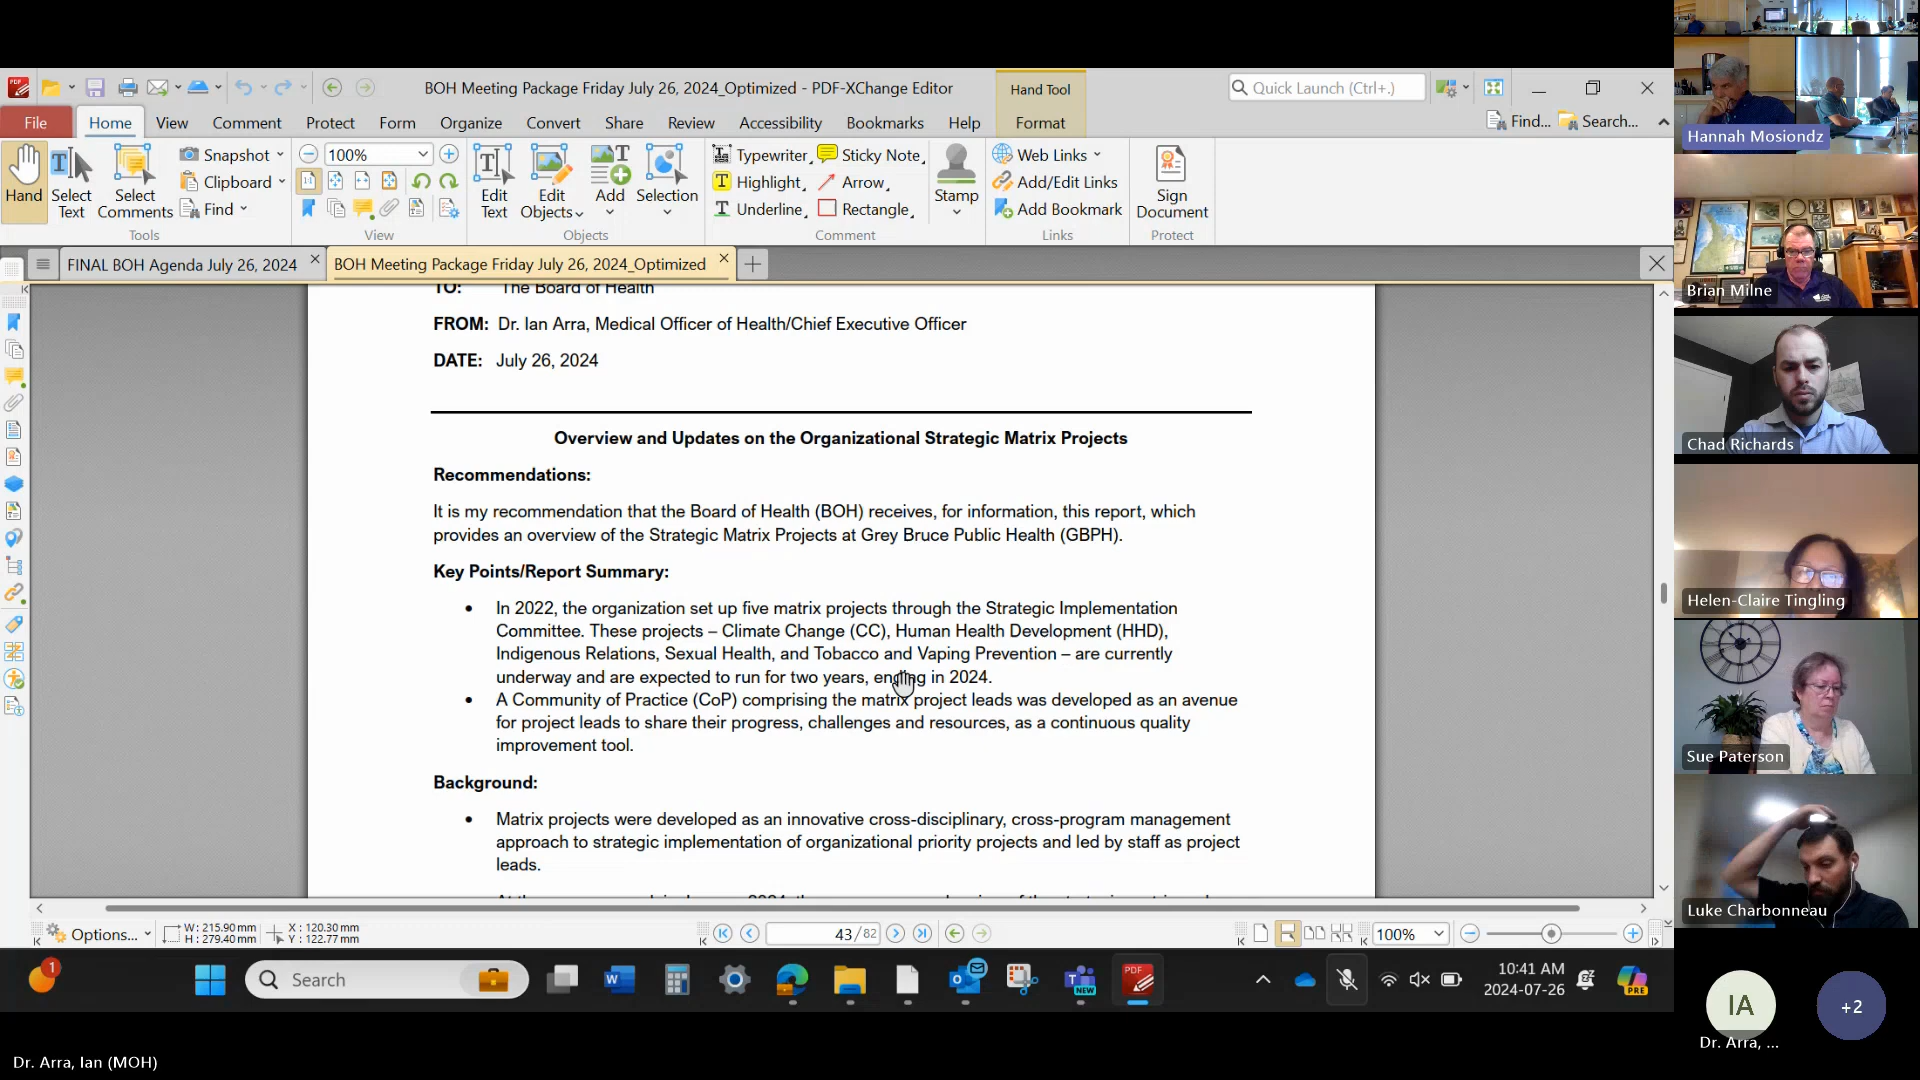 BOH Meeting Package Friday July 26, 2024_Optimized - PDF-XChange Editor
Hand Tool
Quick Launch (Ctrl+.)
File
Home
View
Comment
Protect
Form
Organize
Convert
Share
Review
Accessibility
Bookmarks
Help
Format
Find...
Search...
Hand
Select Text
Select Comments
Snapshot
Clipboard
Find
Tools
100%
View
Edit Text
Edit Objects
Add
Selection
Objects
Typewriter
Highlight
Underline
Sticky Note
Arrow
Rectangle
Stamp
Comment
Web Links
Add/Edit Links
Add Bookmark
Links
Sign Document
Protect
FINAL BOH Agenda July 26, 2024
BOH Meeting Package Friday July 26, 2024_Optimized
TO: The Board of Health
FROM: Dr. Ian Arra, Medical Officer of Health/Chief Executive Officer
DATE: July 26, 2024
Overview and Updates on the Organizational Strategic Matrix Projects
Recommendations:
It is my recommendation that the Board of Health (BOH) receives, for information, this report, which
provides an overview of the Strategic Matrix Projects at Grey Bruce Public Health (GBPH).
Key Points/Report Summary:
• In 2022, the organization set up five matrix projects through the Strategic Implementation
Committee. These projects – Climate Change (CC), Human Health Development (HHD),
Indigenous Relations, Sexual Health, and Tobacco and Vaping Prevention – are currently
underway and are expected to run for two years, ending in 2024.
• A Community of Practice (CoP) comprising the matrix project leads was developed as an avenue
for project leads to share their progress, challenges and resources, as a continuous quality
improvement tool.
Background:
• Matrix projects were developed as an innovative cross-disciplinary, cross-program management
approach to strategic implementation of organizational priority projects and led by staff as project
leads.
Options...
W: 215.90 mm
H: 279.40 mm
X: 120.30 mm
Y: 122.77 mm
43 / 82
100%
1
Search
NEW
PDF
10:41 AM
2024-07-26
PRE
Dr. Arra, Ian (MOH)
Hannah Mosiondz
Brian Milne
Chad Richards
Helen-Claire Tingling
Sue Paterson
Luke Charbonneau
IA
+2
Dr. Arra, ...